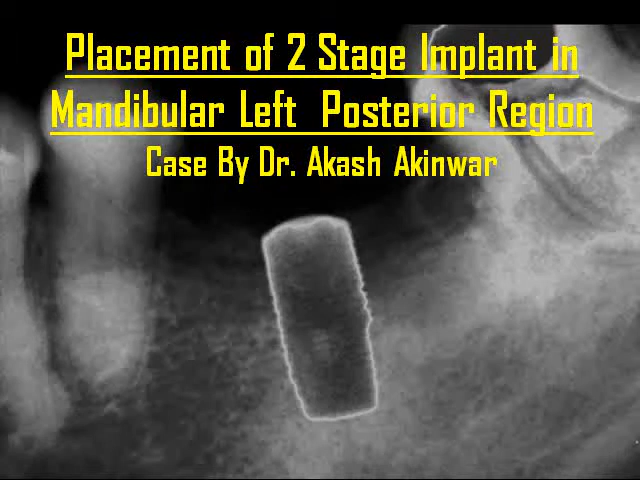 Placement of 2 Stage Implant in
Mandibular Left Posterior Region
Case By Dr. Akash Akinwar